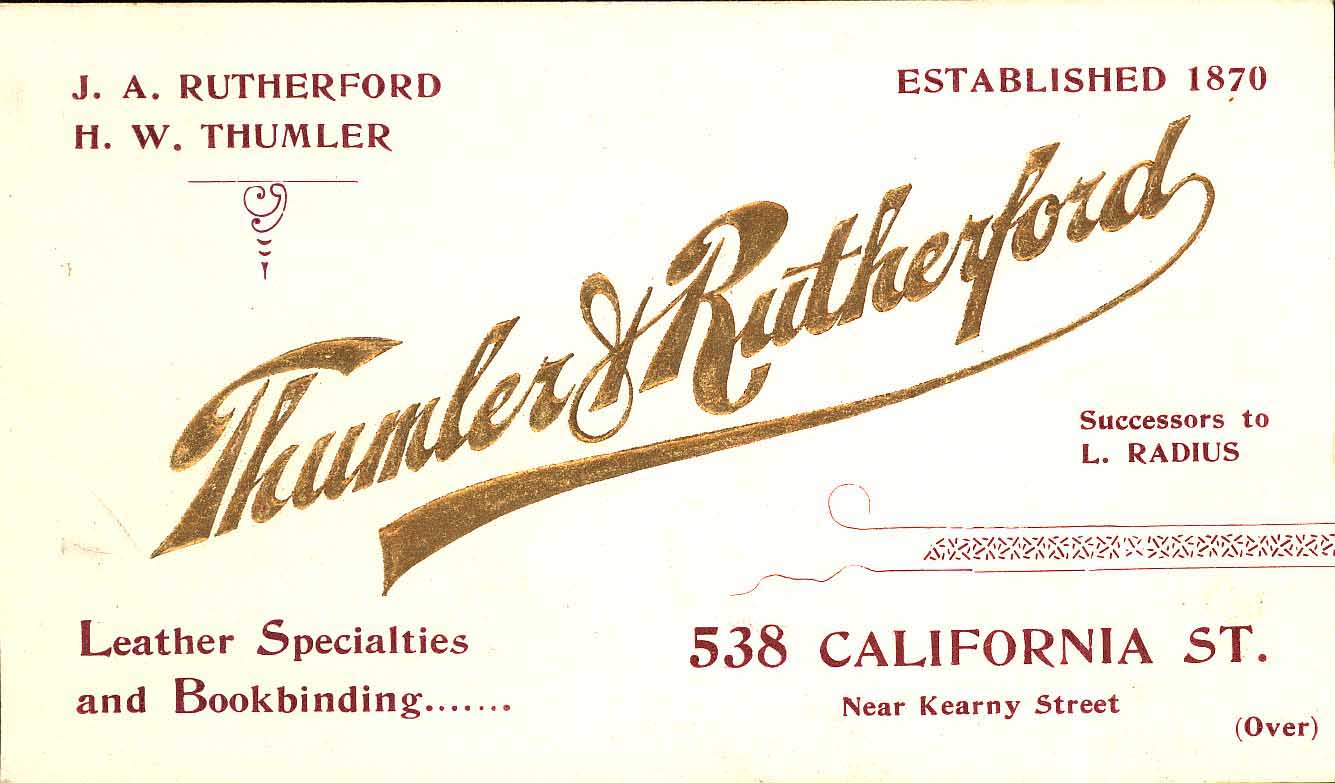 J. A. RUTHERFORD
H. W. THUMLER
ESTABLISHED 1870
Thumler & Rutherford
Successors to
L. RADIUS
Leather Specialties
and Bookbinding.......
538 CALIFORNIA ST.
Near Kearny Street
(Over)